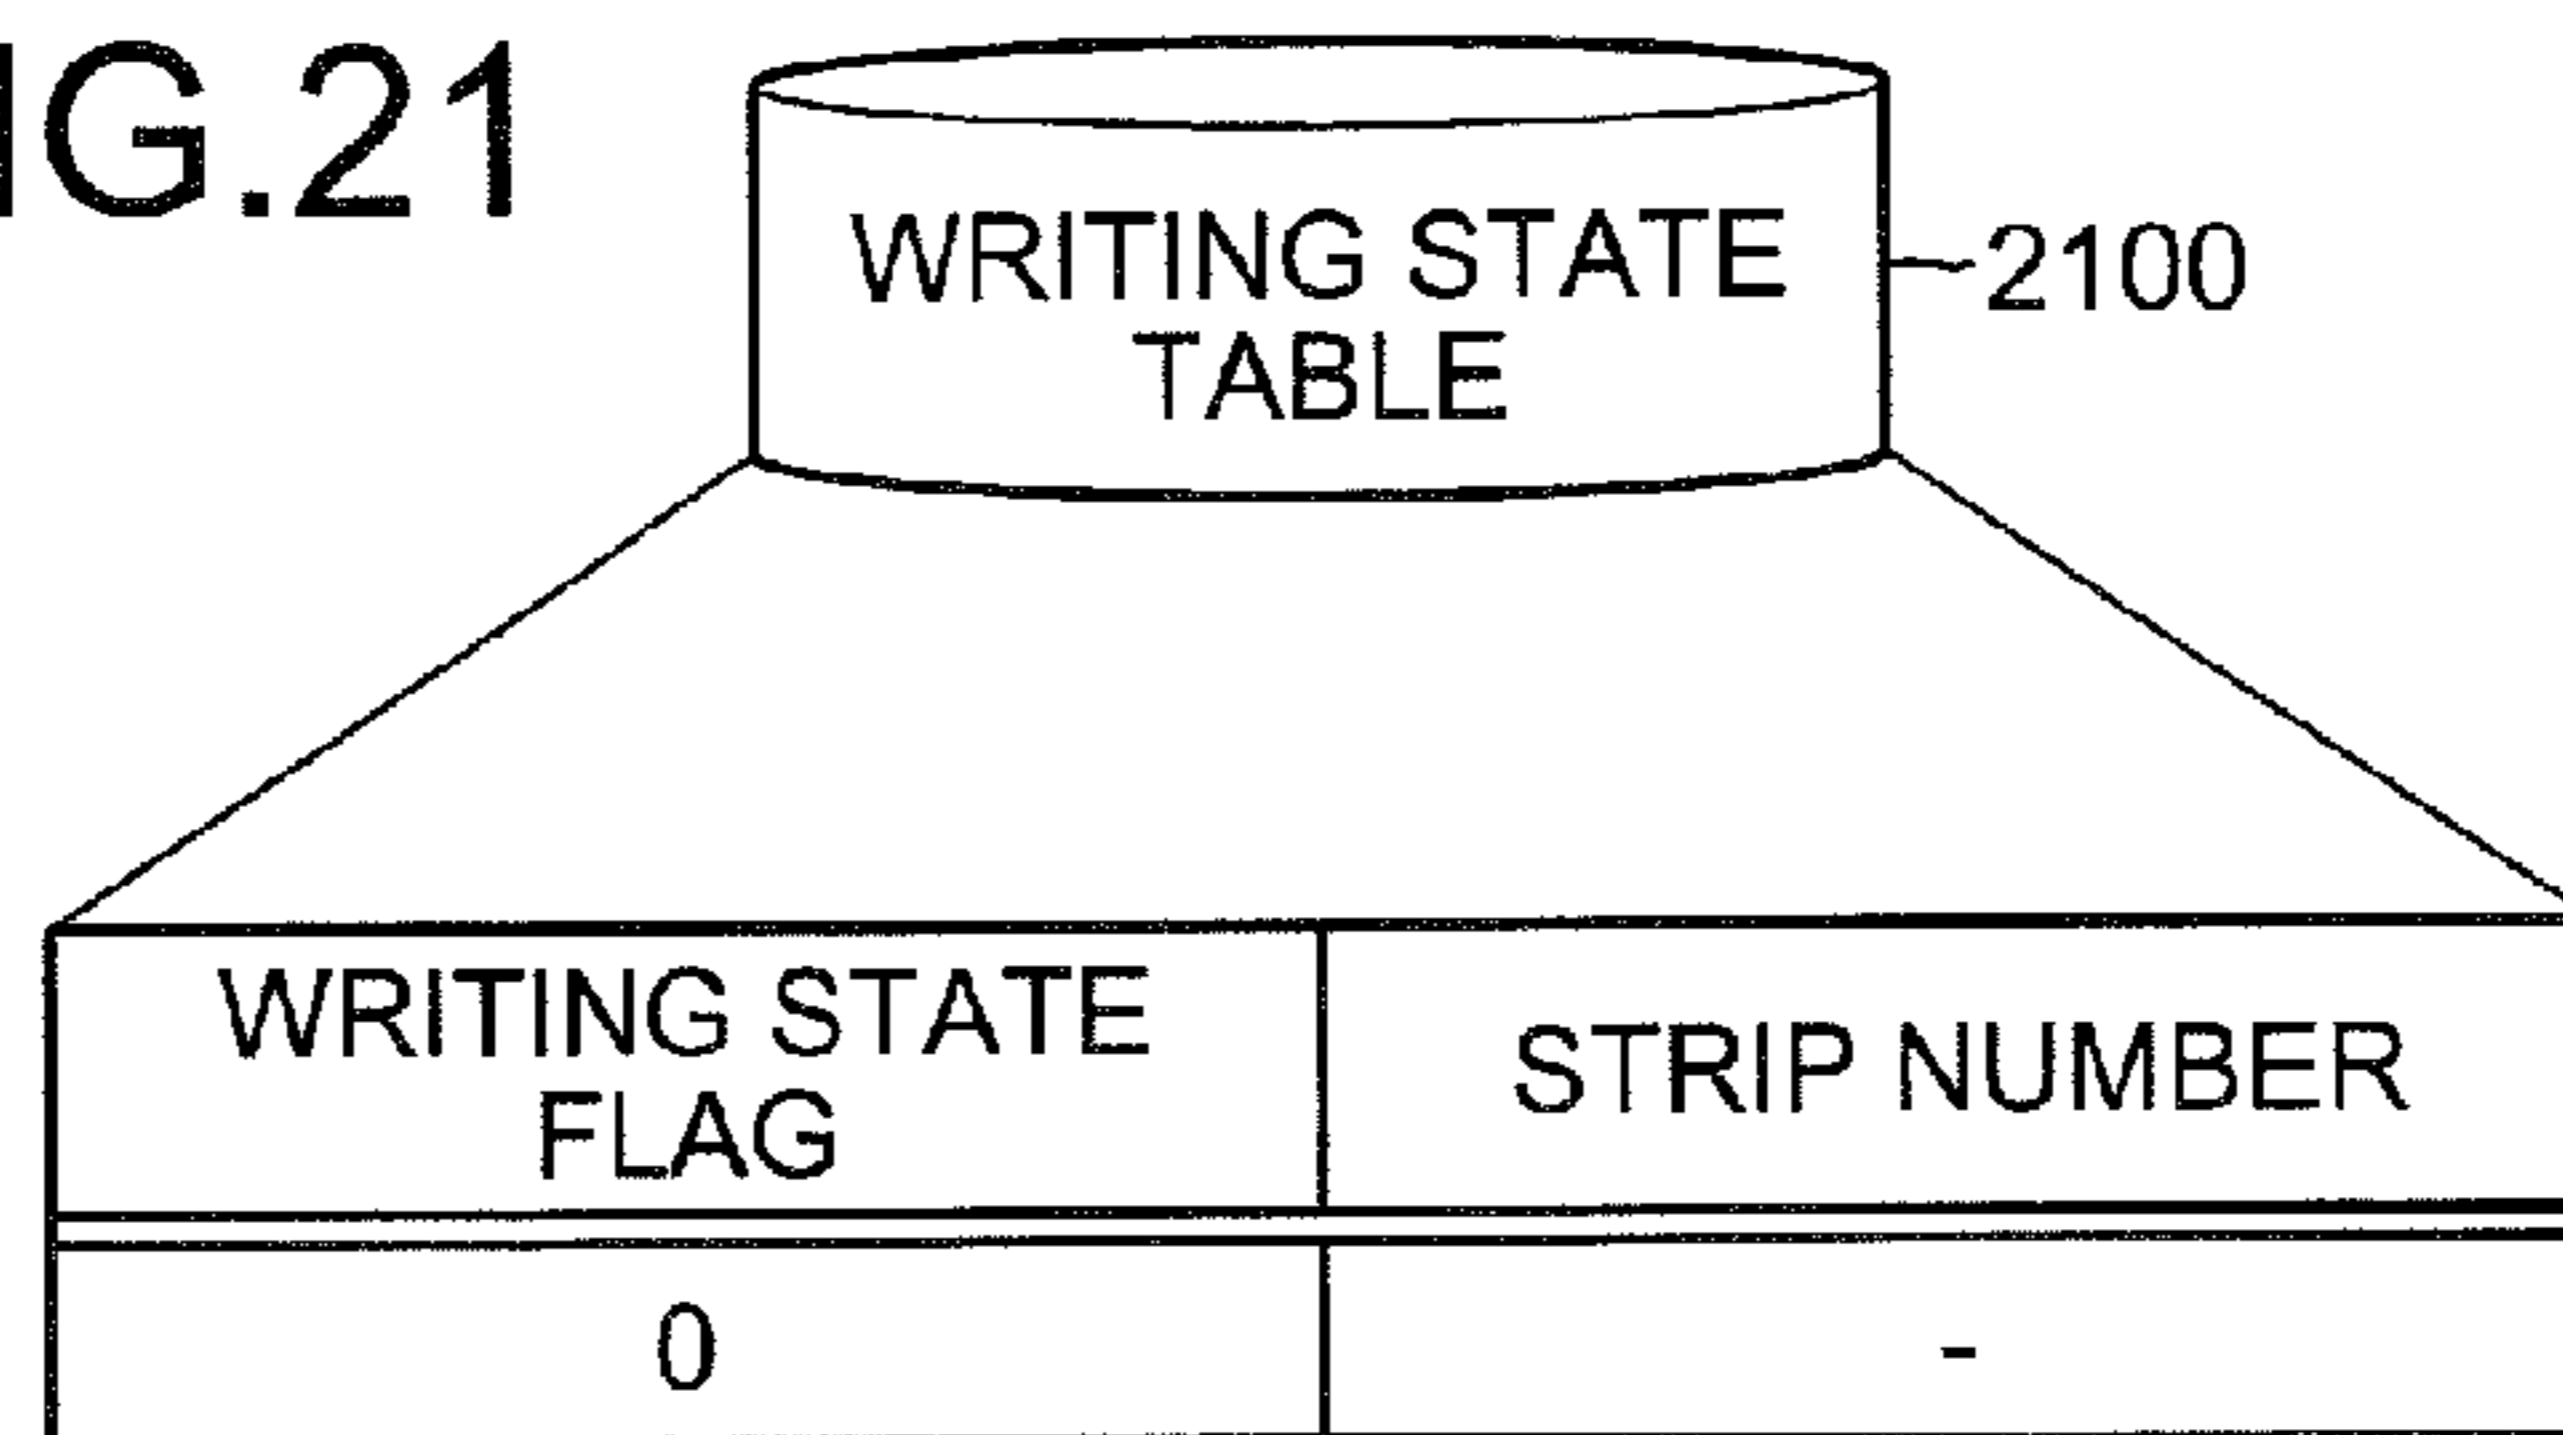 IG.21
WRITING STATE
TABLE
2100
WRITING STATE
FLAG
STRIP NUMBER
0
-